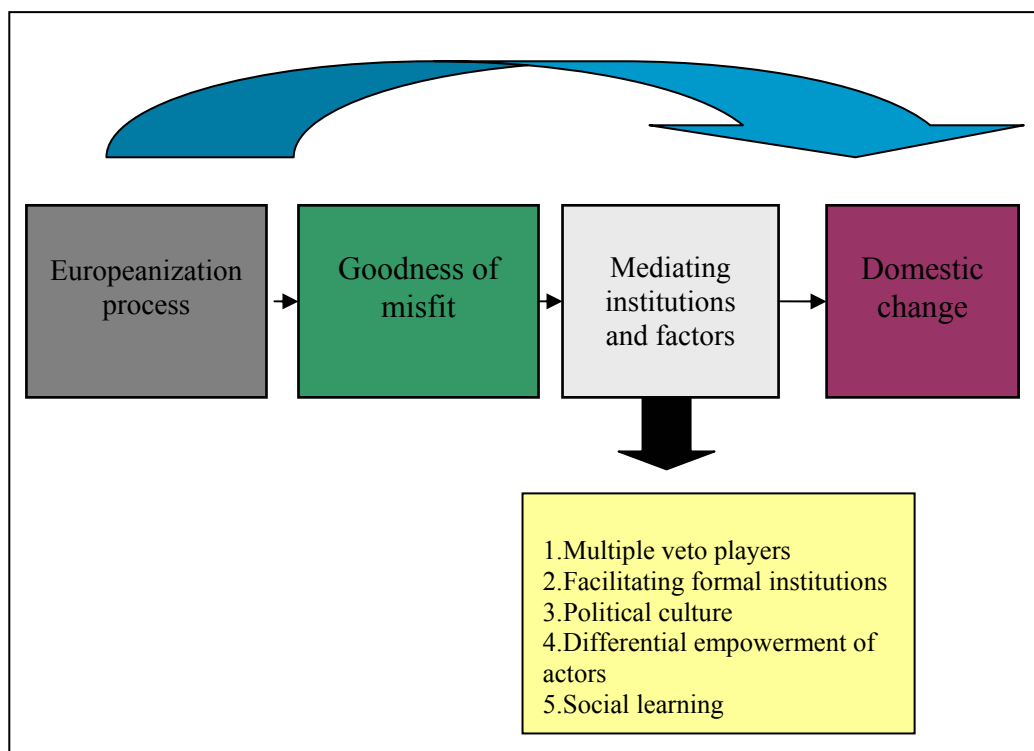 Europeanization
process
Goodness of
misfit
Mediating
institutions
and factors
Domestic
change
1.Multiple veto players
2.Facilitating formal institutions
3.Political culture
4.Differential empowerment of
actors
5.Social learning